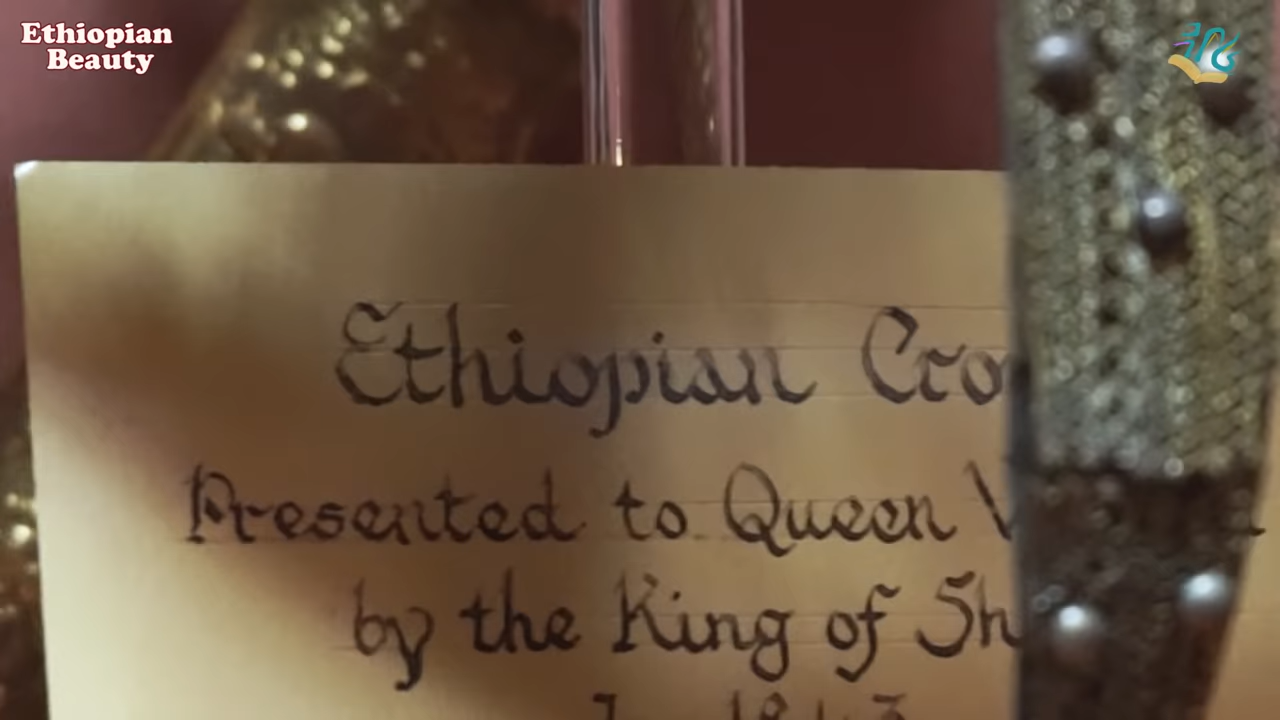 Ethiopian
Beauty
Ethiopian Cro
Presented to Queen V
by the King of Sh